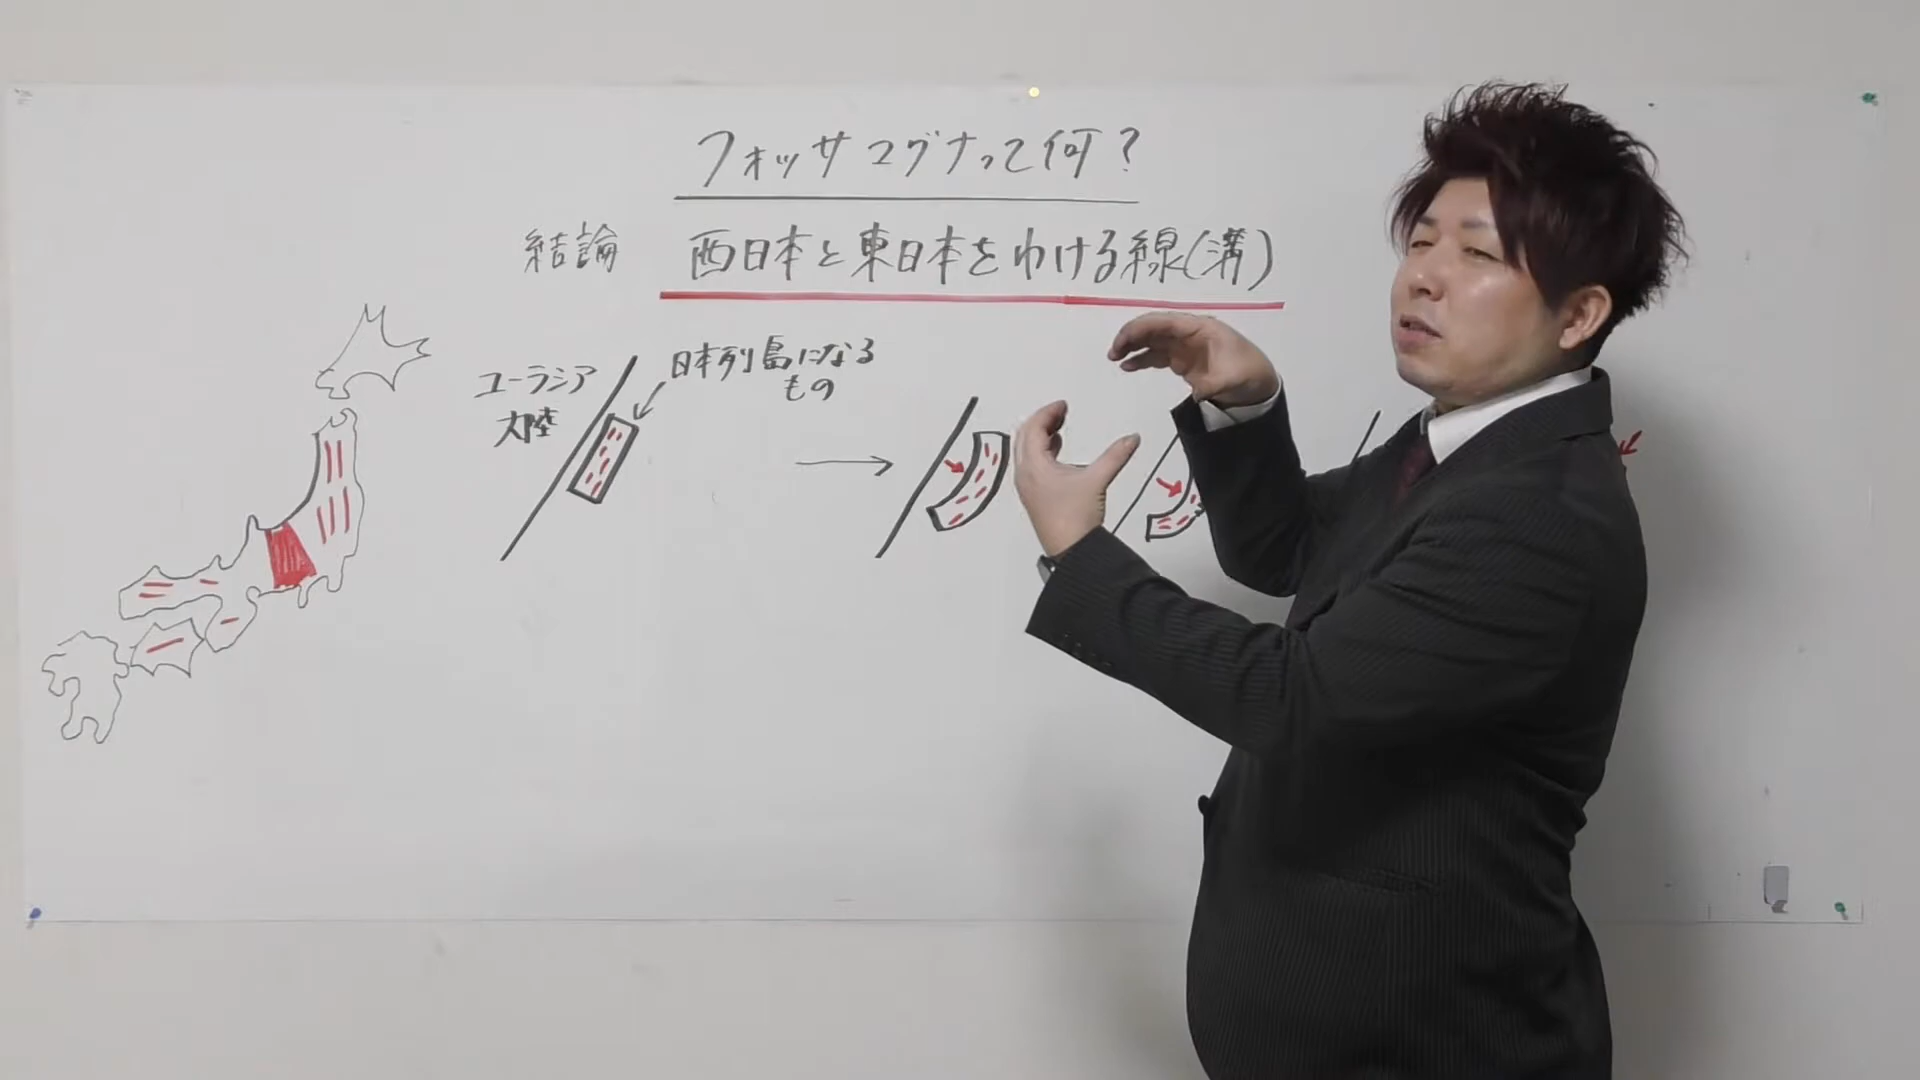 フォッサマグナって何？
結論 西日本と東日本をわける線(溝)
ユーラシア
大陸
日本列島になる
もの